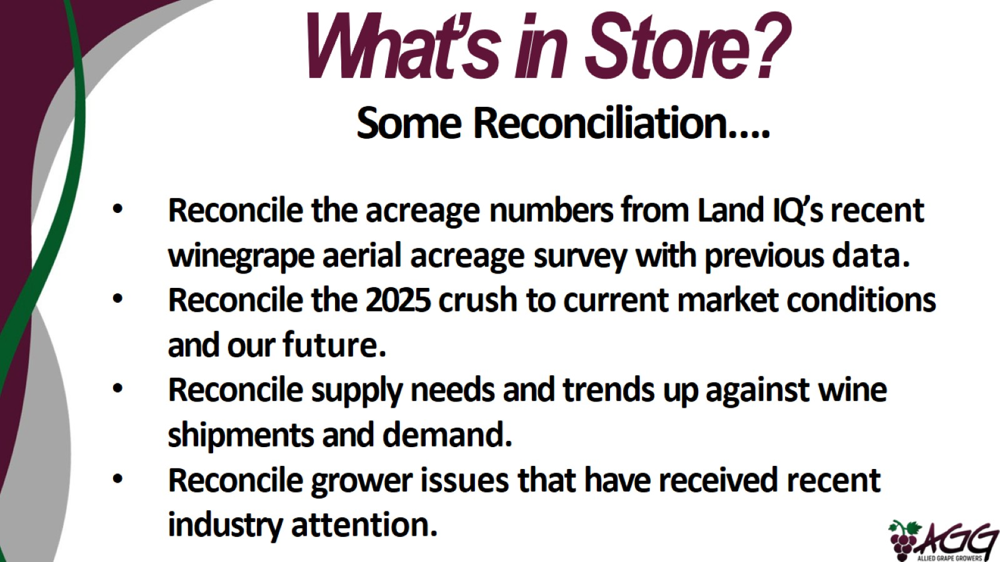 What's in Store?
Some Reconciliation....
• Reconcile the acreage numbers from Land IQ's recent
winegrape aerial acreage survey with previous data.
• Reconcile the 2025 crush to current market conditions
and our future.
• Reconcile supply needs and trends up against wine
shipments and demand.
• Reconcile grower issues that have received recent
industry attention.
AGG
ALLIED GRAPE GROWERS